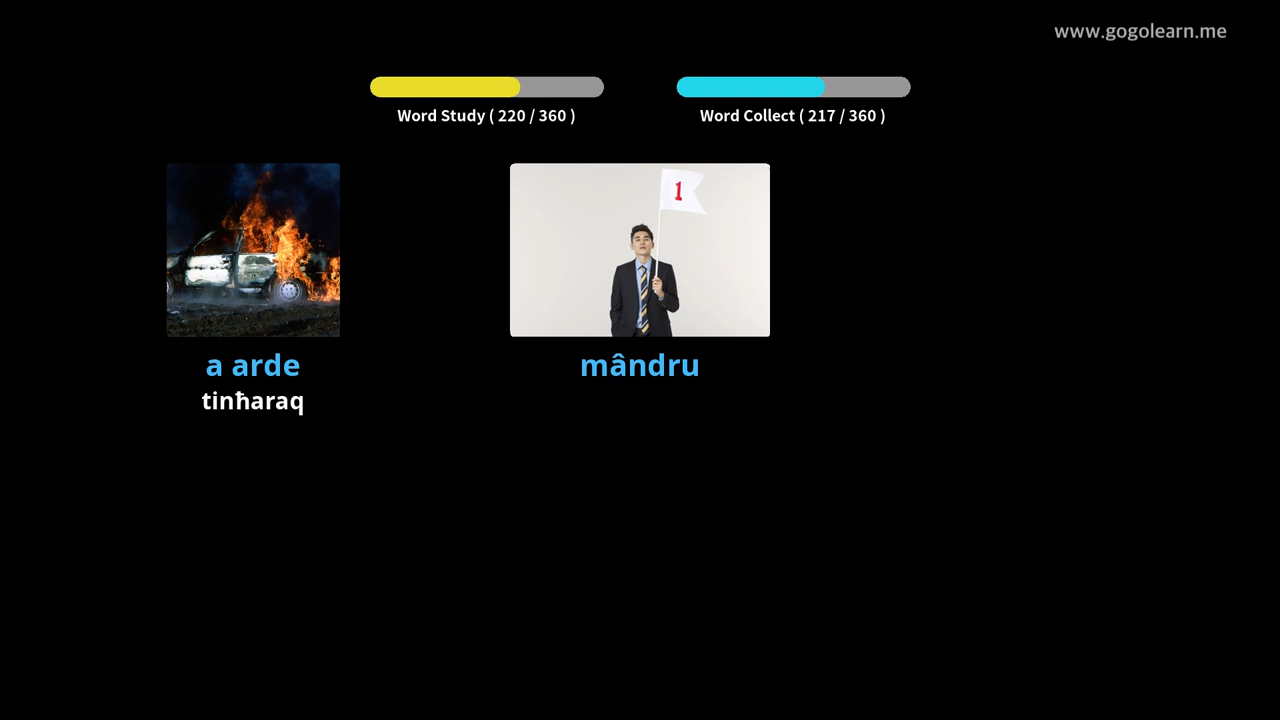 www.gogolearn.me
Word Study ( 220 / 360 )
Word Collect ( 217 / 360 )
1
a arde
tinħaraq
mândru